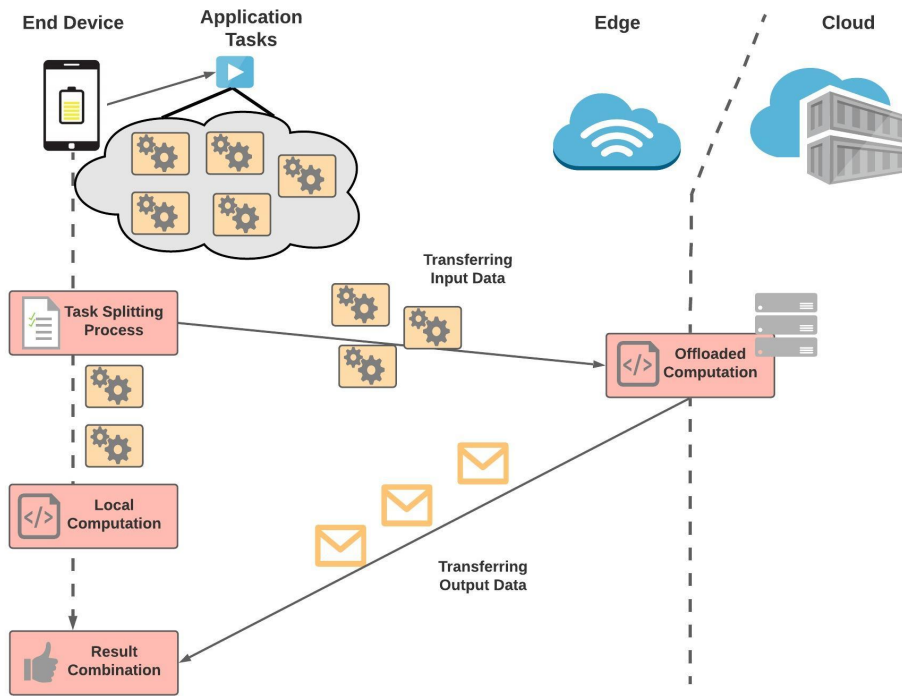 End Device
Application
Tasks
Edge
Cloud
Transferring
Input Data
Task Splitting
Process
</>
Offloaded
Computation
</>
Local
Computation
Transferring
Output Data
Result
Combination